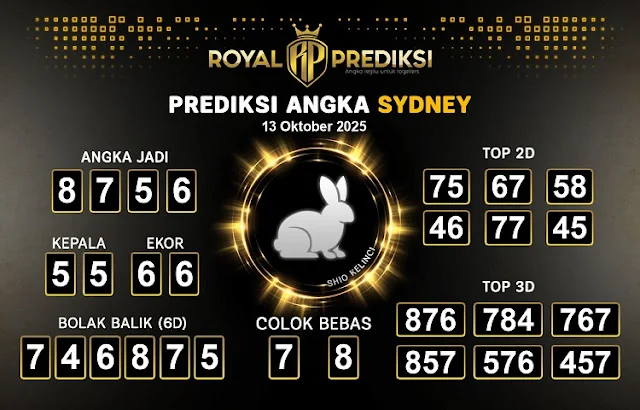 ROYAL RP PREDIKSI
Angka Jitu untuk togellers
PREDIKSI ANGKA SYDNEY
13 Oktober 2025
ANGKA JADI
8 7 5 6
KEPALA EKOR
5 5 6 6
BOLAK BALIK (6D)
7 4 6 8 7 5
SHIO KELINCI
COLOK BEBAS
7 8
TOP 2D
75 67 58
46 77 45
TOP 3D
876 784 767
857 576 457